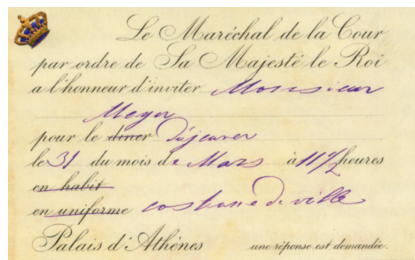 Le Maréchal de la Cour
par ordre de Sa Majesté le Roi
a l'honneur d'inviter Monsieur
Meyer
pour le dîner Déjeuner
le 31 du mois de Mars à 11 1/2 heures
en habit
en uniforme costume de ville
Palais d'Athènes une réponse est demandée.